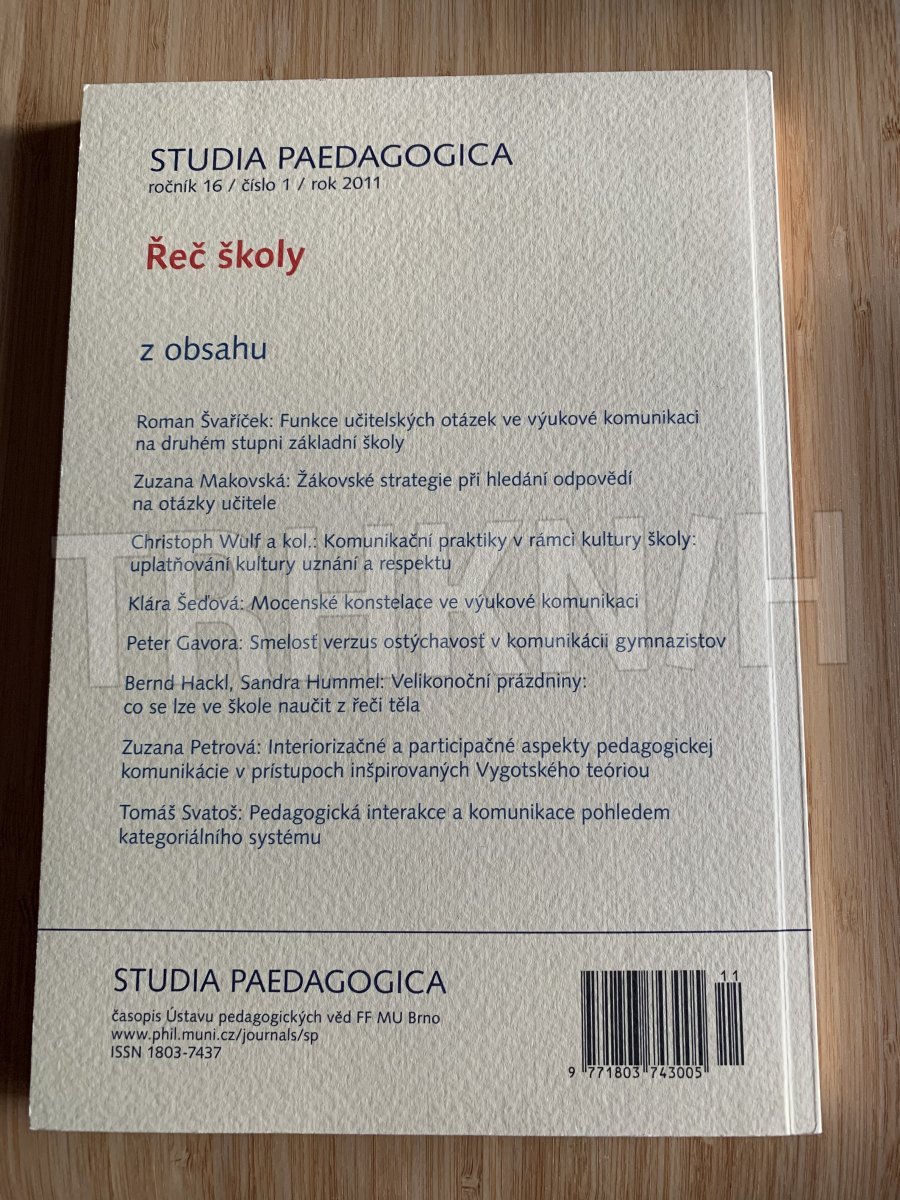 STUDIA PAEDAGOGICA
ročník 16 / číslo 1 / rok 2011
Řeč školy
z obsahu
Roman Švaříček: Funkce učitelských otázek ve výukové komunikaci
na druhém stupni základní školy
Zuzana Makovská: Žákovské strategie při hledání odpovědí
na otázky učitele
Christoph Wulf a kol.: Komunikační praktiky v rámci kultury školy:
uplatňování kultury uznání a respektu
Klára Šeďová: Mocenské konstelace ve výukové komunikaci
Peter Gavora: Smelosť verzus ostýchavosť v komunikácii gymnazistov
Bernd Hackl, Sandra Hummel: Velikonoční prázdniny:
co se lze ve škole naučit z řeči těla
Zuzana Petrová: Interiorizačné a participačné aspekty pedagogickej
komunikácie v prístupoch inšpirovaných Vygotského teóriou
Tomáš Svatoš: Pedagogická interakce a komunikace pohledem
kategoriálního systému
STUDIA PAEDAGOGICA
časopis Ústavu pedagogických věd FF MU Brno
www.phil.muni.cz/journals/sp
ISSN 1803-7437
11
9 771803 743005